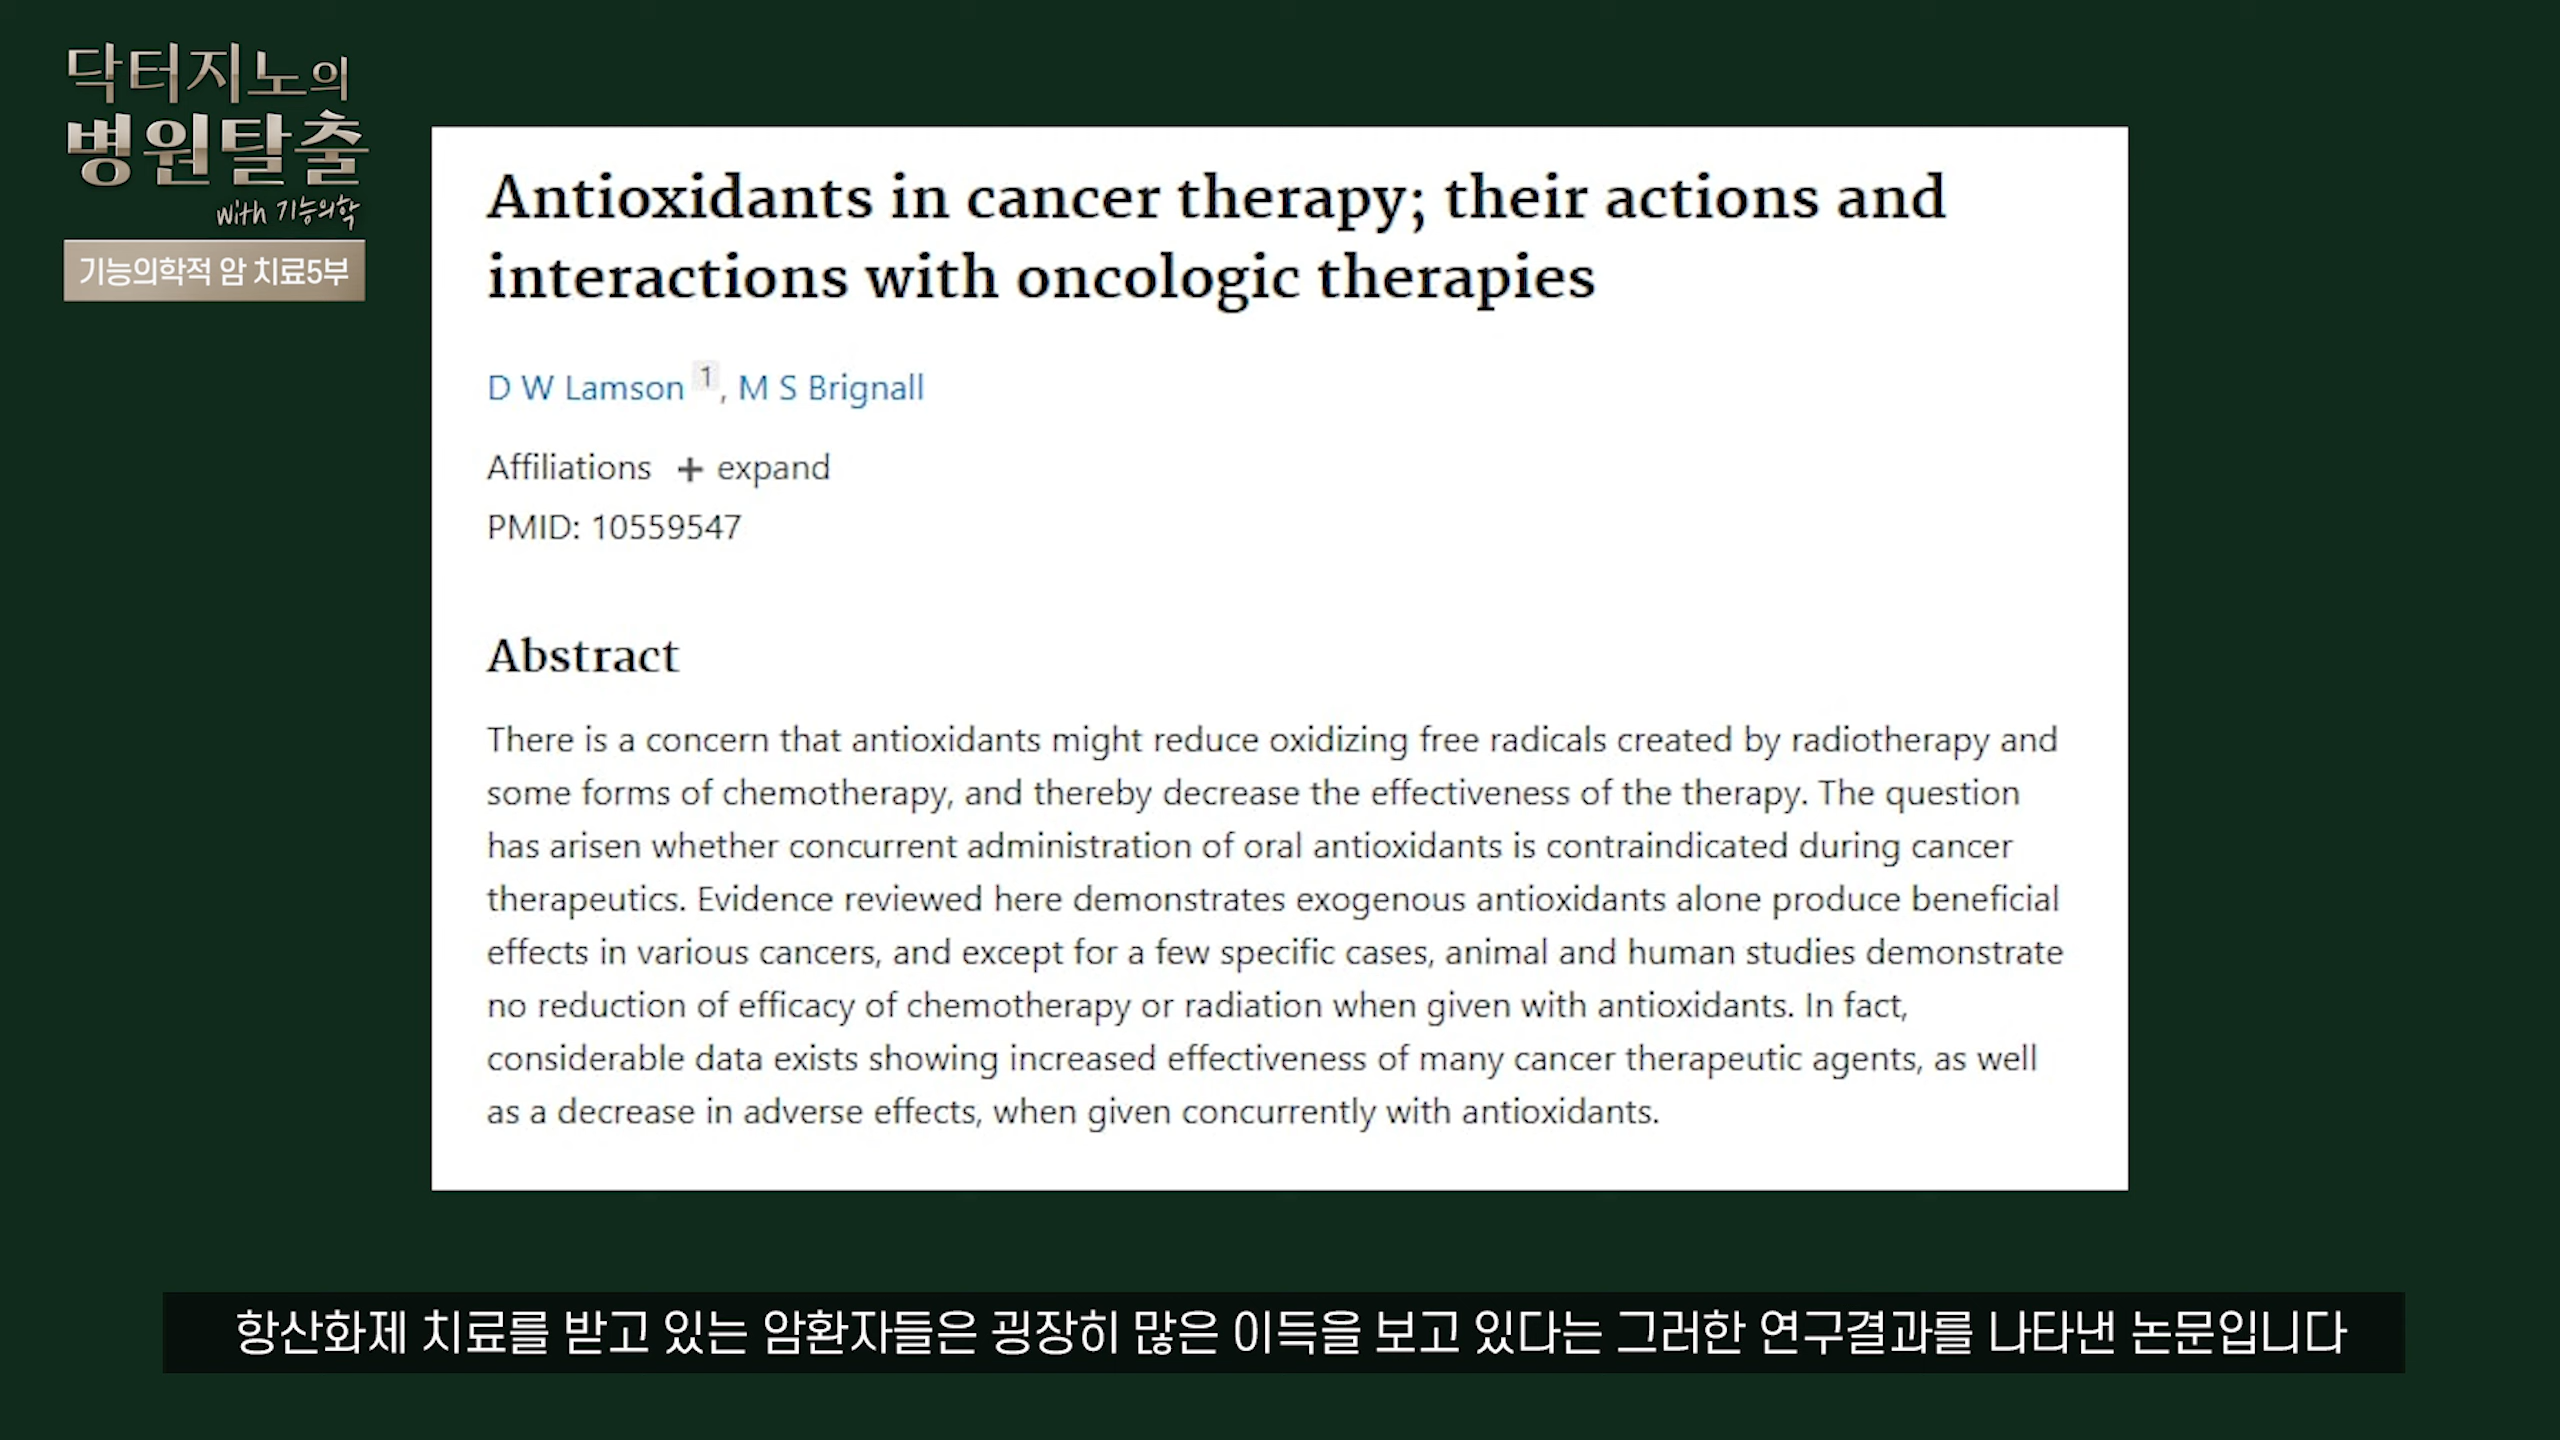 닥터지노의
병원탈출
with 기능의학
기능의학적 암 치료5부
Antioxidants in cancer therapy; their actions and
interactions with oncologic therapies
D W Lamson 1, M S Brignall
Affiliations + expand
PMID: 10559547
Abstract
There is a concern that antioxidants might reduce oxidizing free radicals created by radiotherapy and
some forms of chemotherapy, and thereby decrease the effectiveness of the therapy. The question
has arisen whether concurrent administration of oral antioxidants is contraindicated during cancer
therapeutics. Evidence reviewed here demonstrates exogenous antioxidants alone produce beneficial
effects in various cancers, and except for a few specific cases, animal and human studies demonstrate
no reduction of efficacy of chemotherapy or radiation when given with antioxidants. In fact,
considerable data exists showing increased effectiveness of many cancer therapeutic agents, as well
as a decrease in adverse effects, when given concurrently with antioxidants.
항산화제 치료를 받고 있는 암환자들은 굉장히 많은 이득을 보고 있다는 그러한 연구결과를 나타낸 논문입니다